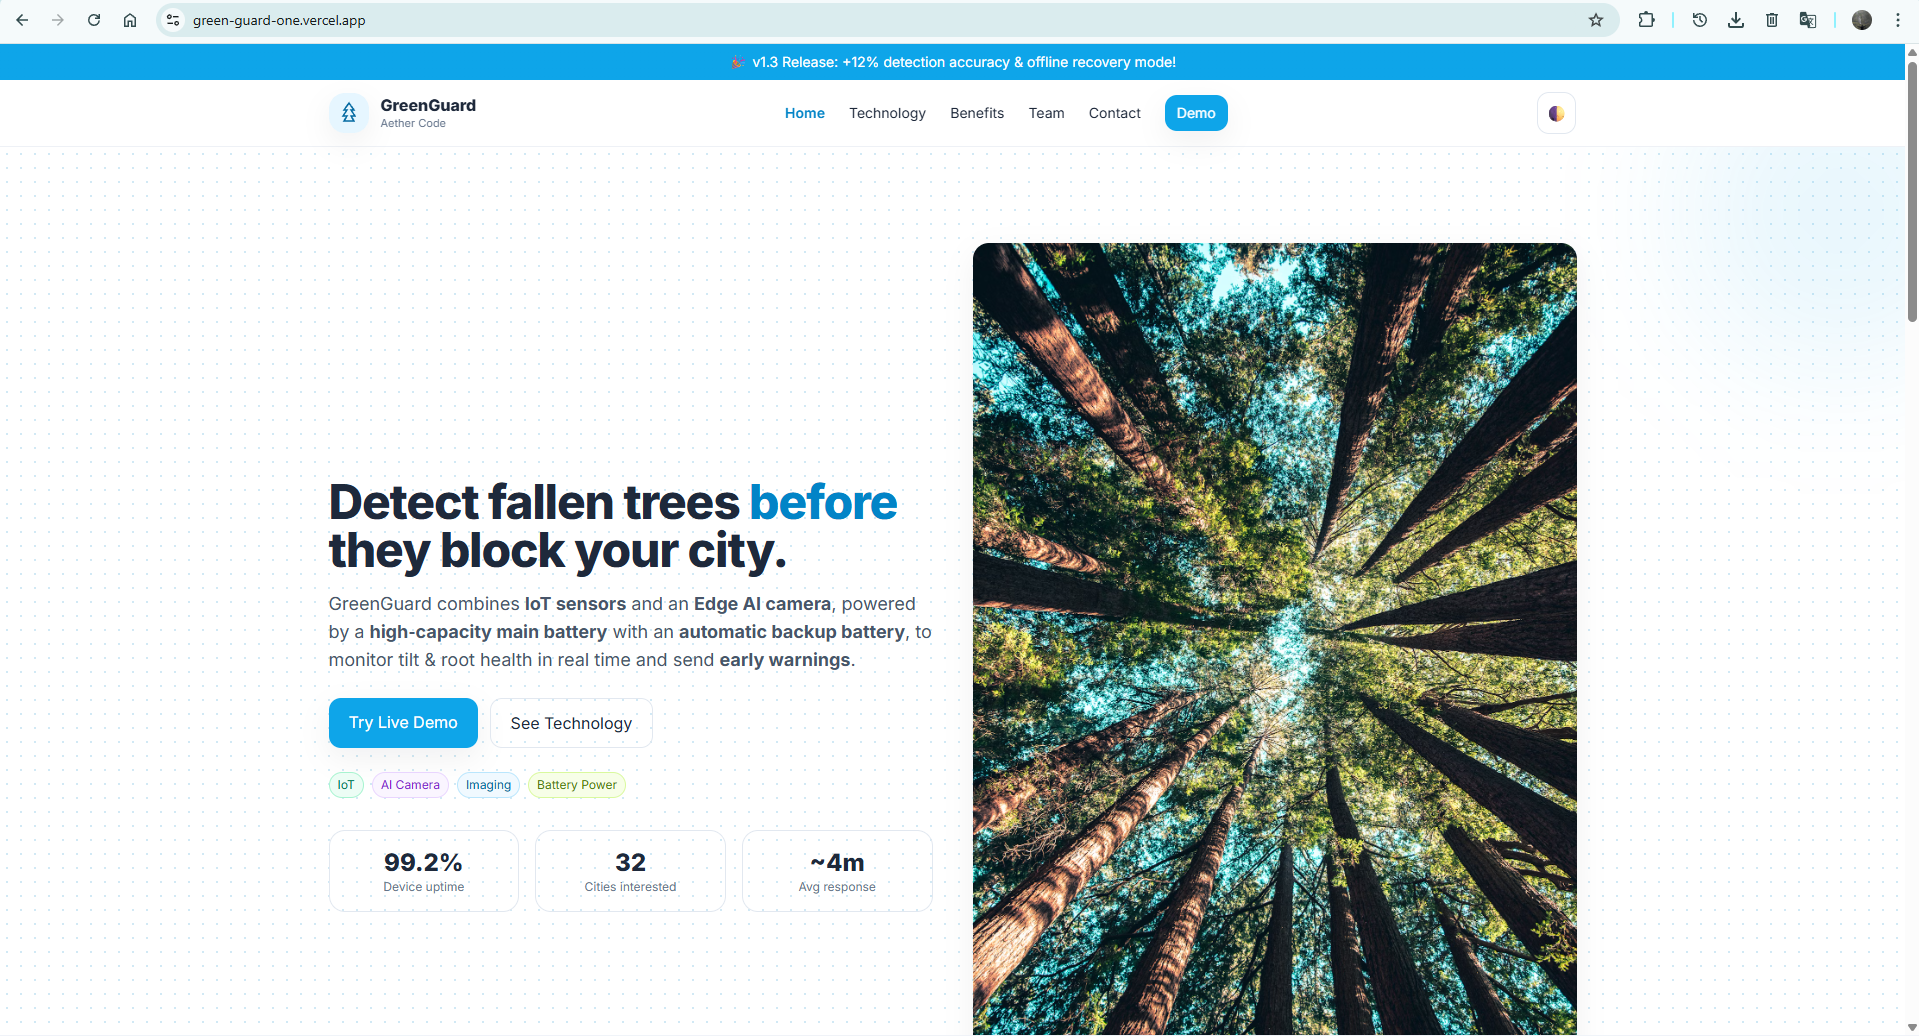 green-guard-one.vercel.app
v1.3 Release: +12% detection accuracy & offline recovery mode!
GreenGuard
Aether Code
Home
Technology
Benefits
Team
Contact
Demo
Detect fallen trees before
they block your city.
GreenGuard combines IoT sensors and an Edge AI camera, powered
by a high-capacity main battery with an automatic backup battery, to
monitor tilt & root health in real time and send early warnings.
Try Live Demo
See Technology
IoT
AI Camera
Imaging
Battery Power
99.2%
Device uptime
32
Cities interested
~4m
Avg response